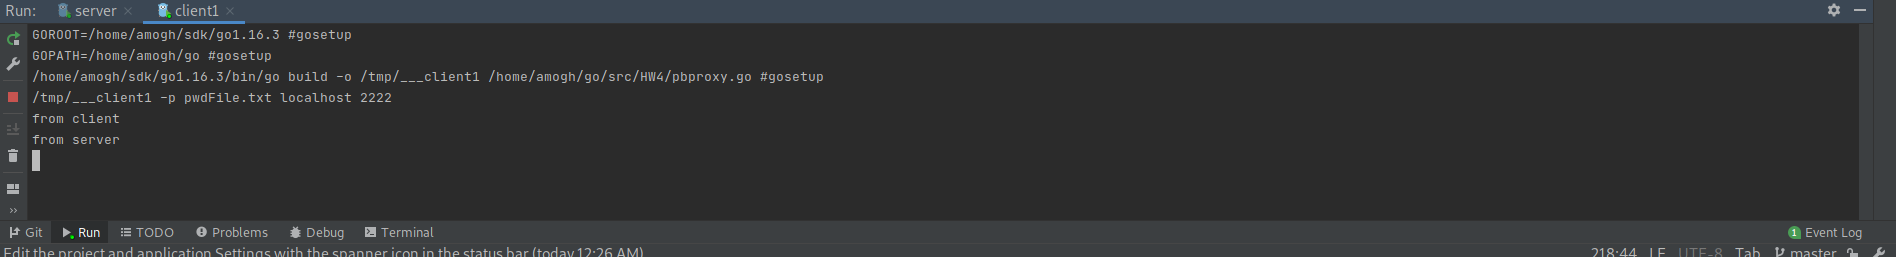 Run: server × client1 ×
GOROOT=/home/amogh/sdk/go1.16.3 #gosetup
GOPATH=/home/amogh/go #gosetup
/home/amogh/sdk/go1.16.3/bin/go build -o /tmp/___client1 /home/amogh/go/src/HW4/pbproxy.go #gosetup
/tmp/___client1 -p pwdFile.txt localhost 2222
from client
from server
Git Run TODO Problems Debug Terminal 1 Event Log
Edit the project and application Settings with the spanner icon in the status bar (today 12:26 AM) 218:44 LF UTF-8 Tab master